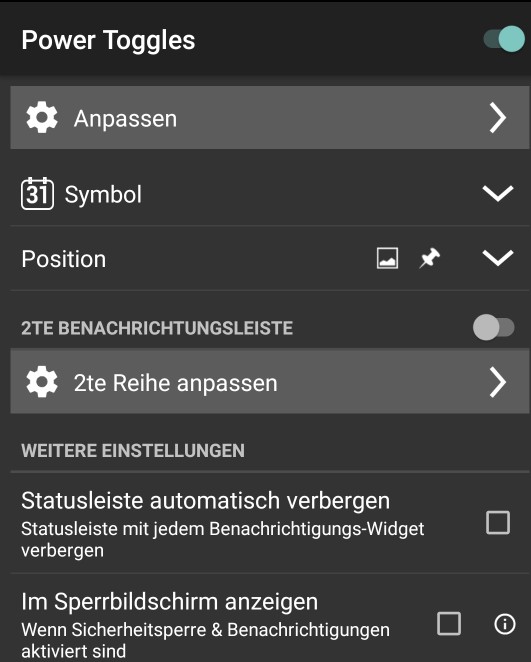 Power Toggles
Anpassen
31 Symbol
Position
2TE BENACHRICHTUNGSLEISTE
2te Reihe anpassen
WEITERE EINSTELLUNGEN
Statusleiste automatisch verbergen
Statusleiste mit jedem Benachrichtigungs-Widget
verbergen
Im Sperrbildschirm anzeigen
Wenn Sicherheitsperre & Benachrichtigungen
aktiviert sind